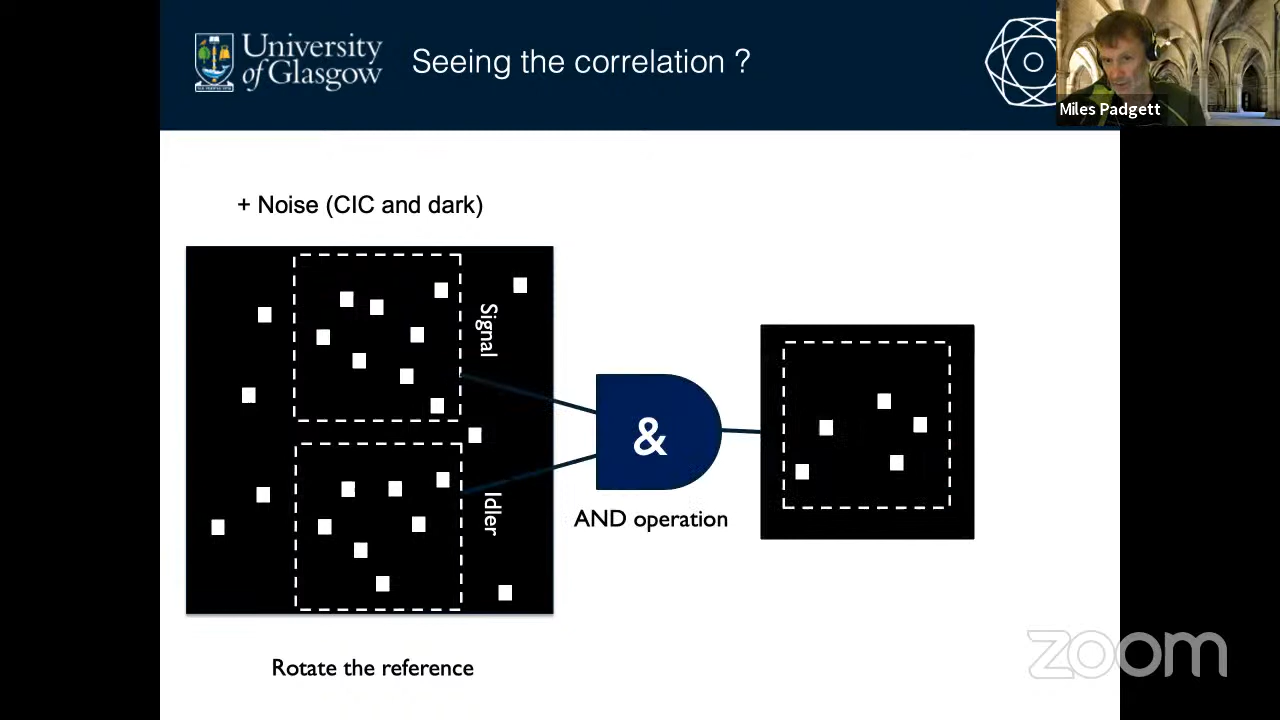 University
of Glasgow
Seeing the correlation ?
Miles Padgett
+ Noise (CIC and dark)
Signal
Idler
&
AND operation
Rotate the reference
zoom